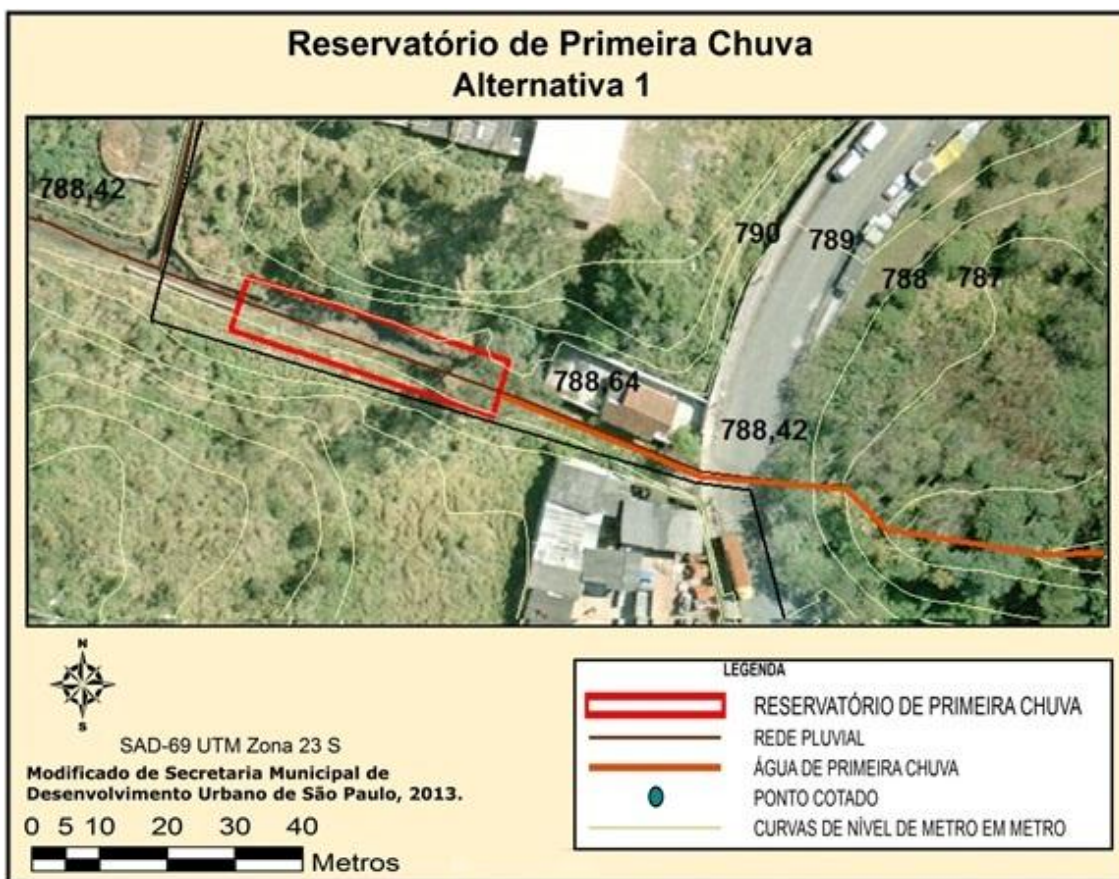 Reservatório de Primeira Chuva
Alternativa 1
788,42
790
789
788
787
788,64
788,42
N
S
SAD-69 UTM Zona 23 S
Modificado de Secretaria Municipal de
Desenvolvimento Urbano de São Paulo, 2013.
0 5 10 20 30 40
Metros
LEGENDA
RESERVATÓRIO DE PRIMEIRA CHUVA
REDE PLUVIAL
ÁGUA DE PRIMEIRA CHUVA
PONTO COTADO
CURVAS DE NÍVEL DE METRO EM METRO